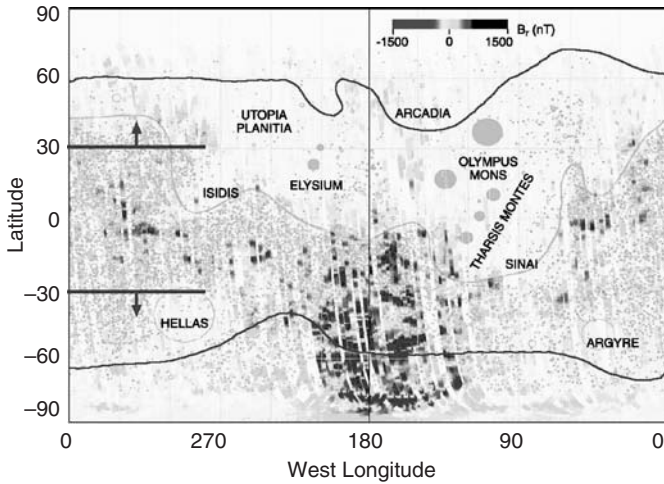 90
60
30
0
−30
−60
−90
Latitude
0
270
180
90
0
West Longitude
Br (nT)
-1500
0
1500
UTOPIA
PLANITIA
ARCADIA
ISIDIS
ELYSIUM
OLYMPUS
MONS
THARSIS MONTES
SINAI
HELLAS
ARGYRE